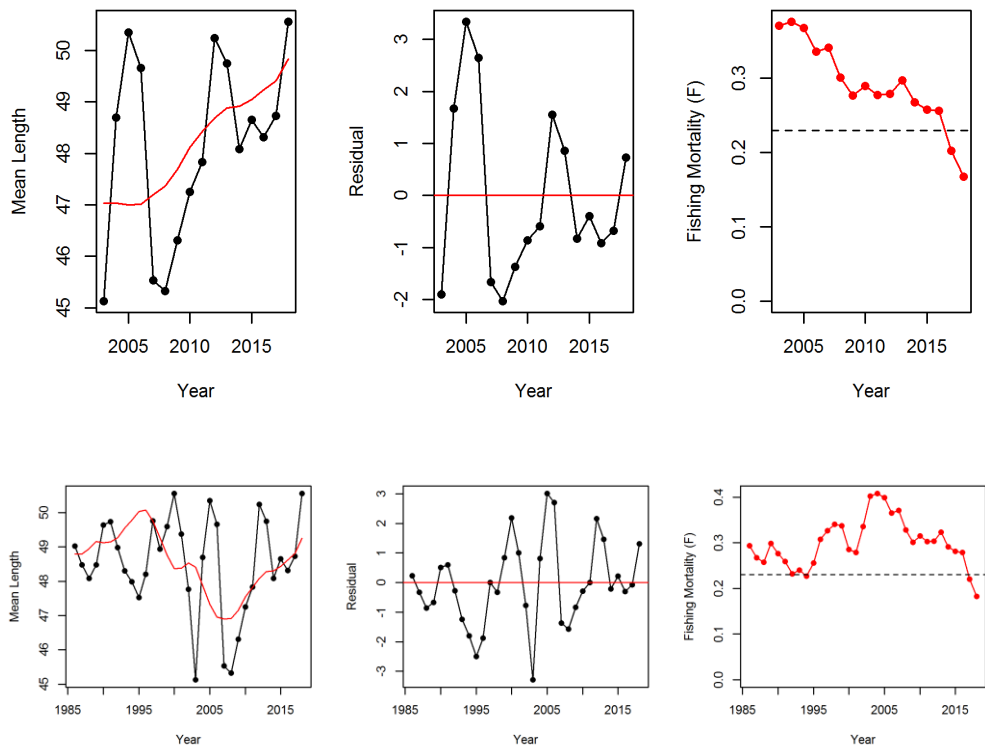 Mean Length
50
49
48
47
46
45
2005 2010 2015
Year
Residual
3
2
1
0
-1
-2
2005 2010 2015
Year
Fishing Mortality (F)
0.3
0.2
0.1
0.0
2005 2010 2015
Year
Mean Length
50
49
48
47
46
45
1985 1995 2005 2015
Year
Residual
3
2
1
0
-1
-2
-3
1985 1995 2005 2015
Year
Fishing Mortality (F)
0.4
0.3
0.2
0.1
0.0
1985 1995 2005 2015
Year